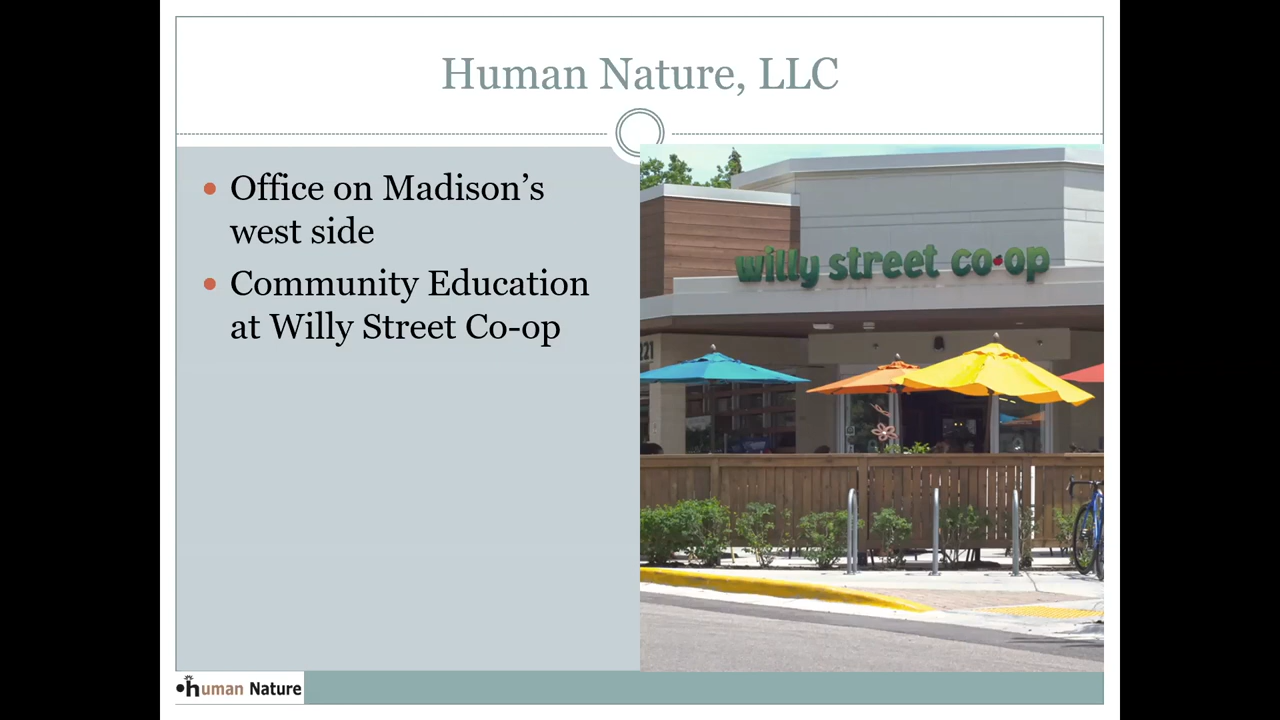 Human Nature, LLC
• Office on Madison’s
west side
• Community Education
at Willy Street Co-op
willy street co-op
221
human Nature